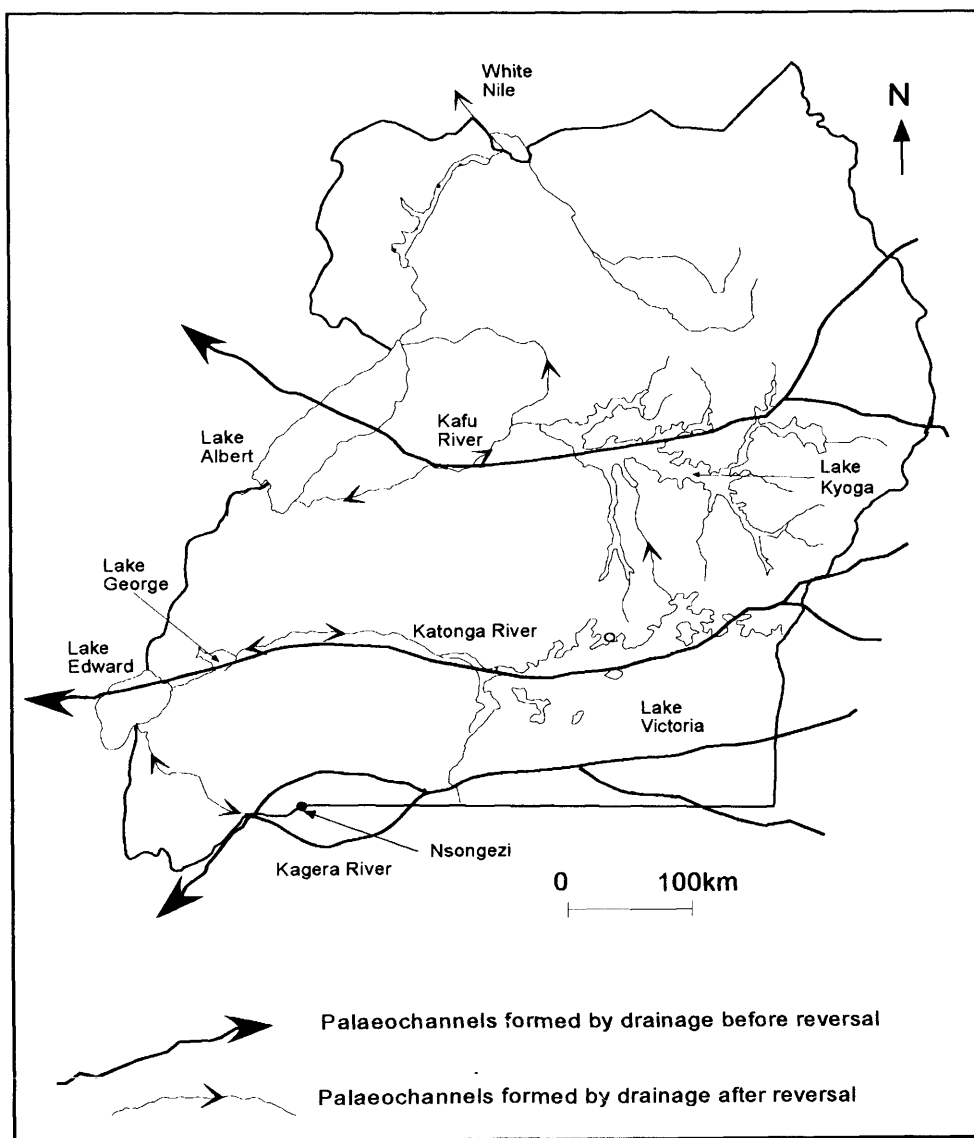 White
Nile
N
Lake
Albert
Kafu
River
Lake
Kyoga
Lake
George
Lake
Edward
Katonga River
Lake
Victoria
Nsongezi
Kagera River
0 100km
Palaeochannels formed by drainage before reversal
Palaeochannels formed by drainage after reversal